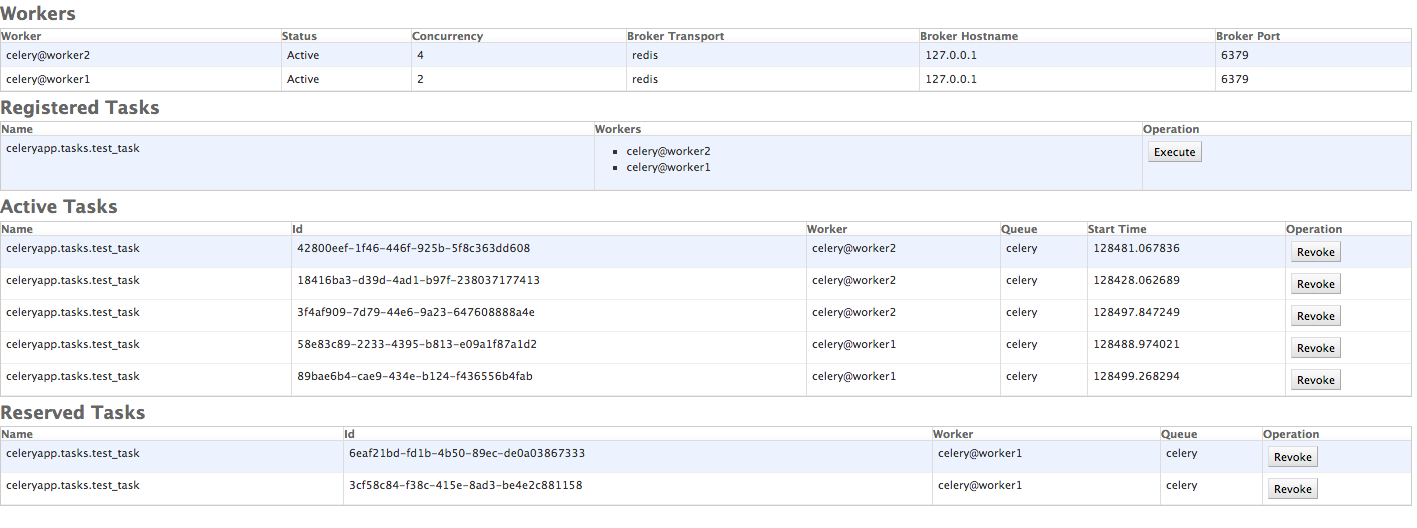 Workers
Worker Status Concurrency Broker Transport Broker Hostname Broker Port
celery@worker2 Active 4 redis 127.0.0.1 6379
celery@worker1 Active 2 redis 127.0.0.1 6379
Registered Tasks
Name Workers Operation
celeryapp.tasks.test_task ▪ celery@worker2 Execute
▪ celery@worker1
Active Tasks
Name Id Worker Queue Start Time Operation
celeryapp.tasks.test_task 42800eef-1f46-446f-925b-5f8c363dd608 celery@worker2 celery 128481.067836 Revoke
celeryapp.tasks.test_task 18416ba3-d39d-4ad1-b97f-238037177413 celery@worker2 celery 128428.062689 Revoke
celeryapp.tasks.test_task 3f4af909-7d79-44e6-9a23-647608888a4e celery@worker2 celery 128497.847249 Revoke
celeryapp.tasks.test_task 58e83c89-2233-4395-b813-e09a1f87a1d2 celery@worker1 celery 128488.974021 Revoke
celeryapp.tasks.test_task 89bae6b4-cae9-434e-b124-f436556b4fab celery@worker1 celery 128499.268294 Revoke
Reserved Tasks
Name Id Worker Queue Operation
celeryapp.tasks.test_task 6eaf21bd-fd1b-4b50-89ec-de0a03867333 celery@worker1 celery Revoke
celeryapp.tasks.test_task 3cf58c84-f38c-415e-8ad3-be4e2c881158 celery@worker1 celery Revoke